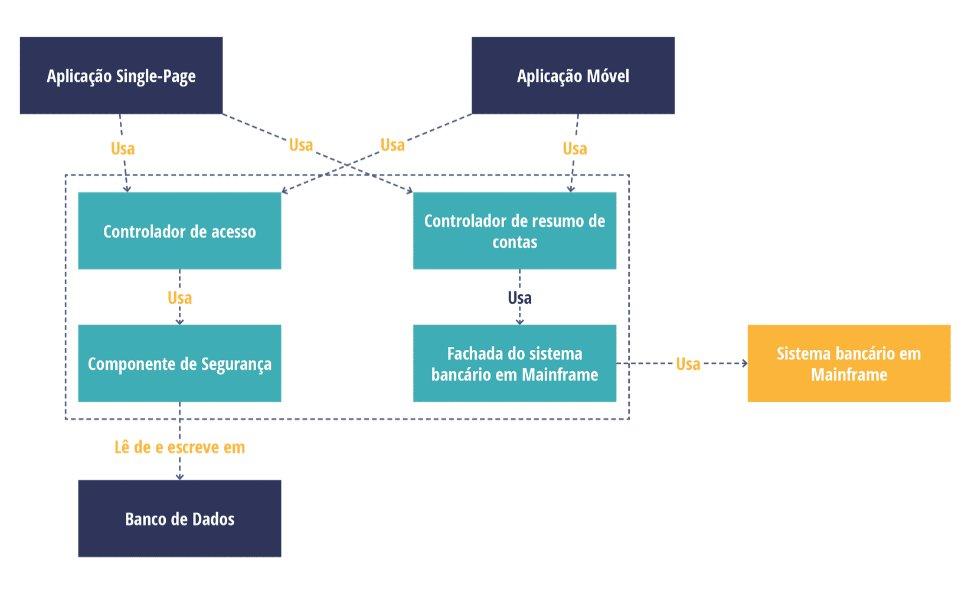 Aplicação Single-Page
Aplicação Móvel
Usa
Usa
Usa
Usa
Controlador de acesso
Controlador de resumo de
contas
Usa
Usa
Componente de Segurança
Fachada do sistema
bancário em Mainframe
Usa
Sistema bancário em
Mainframe
Lê de e escreve em
Banco de Dados